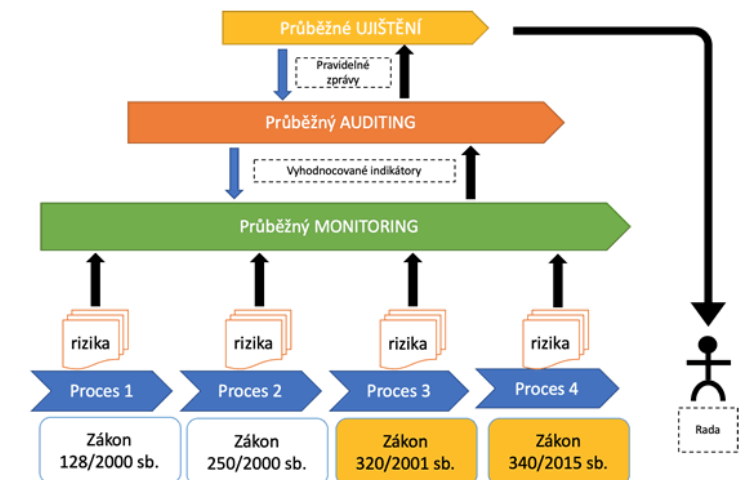 Průběžné UJIŠTĚNÍ
Pravidelné
zprávy
Průběžný AUDITING
Vyhodnocované indikátory
Průběžný MONITORING
rizika
rizika
rizika
rizika
Proces 1
Proces 2
Proces 3
Proces 4
Rada
Zákon
128/2000 sb.
Zákon
250/2000 sb.
Zákon
320/2001 sb.
Zákon
340/2015 sb.